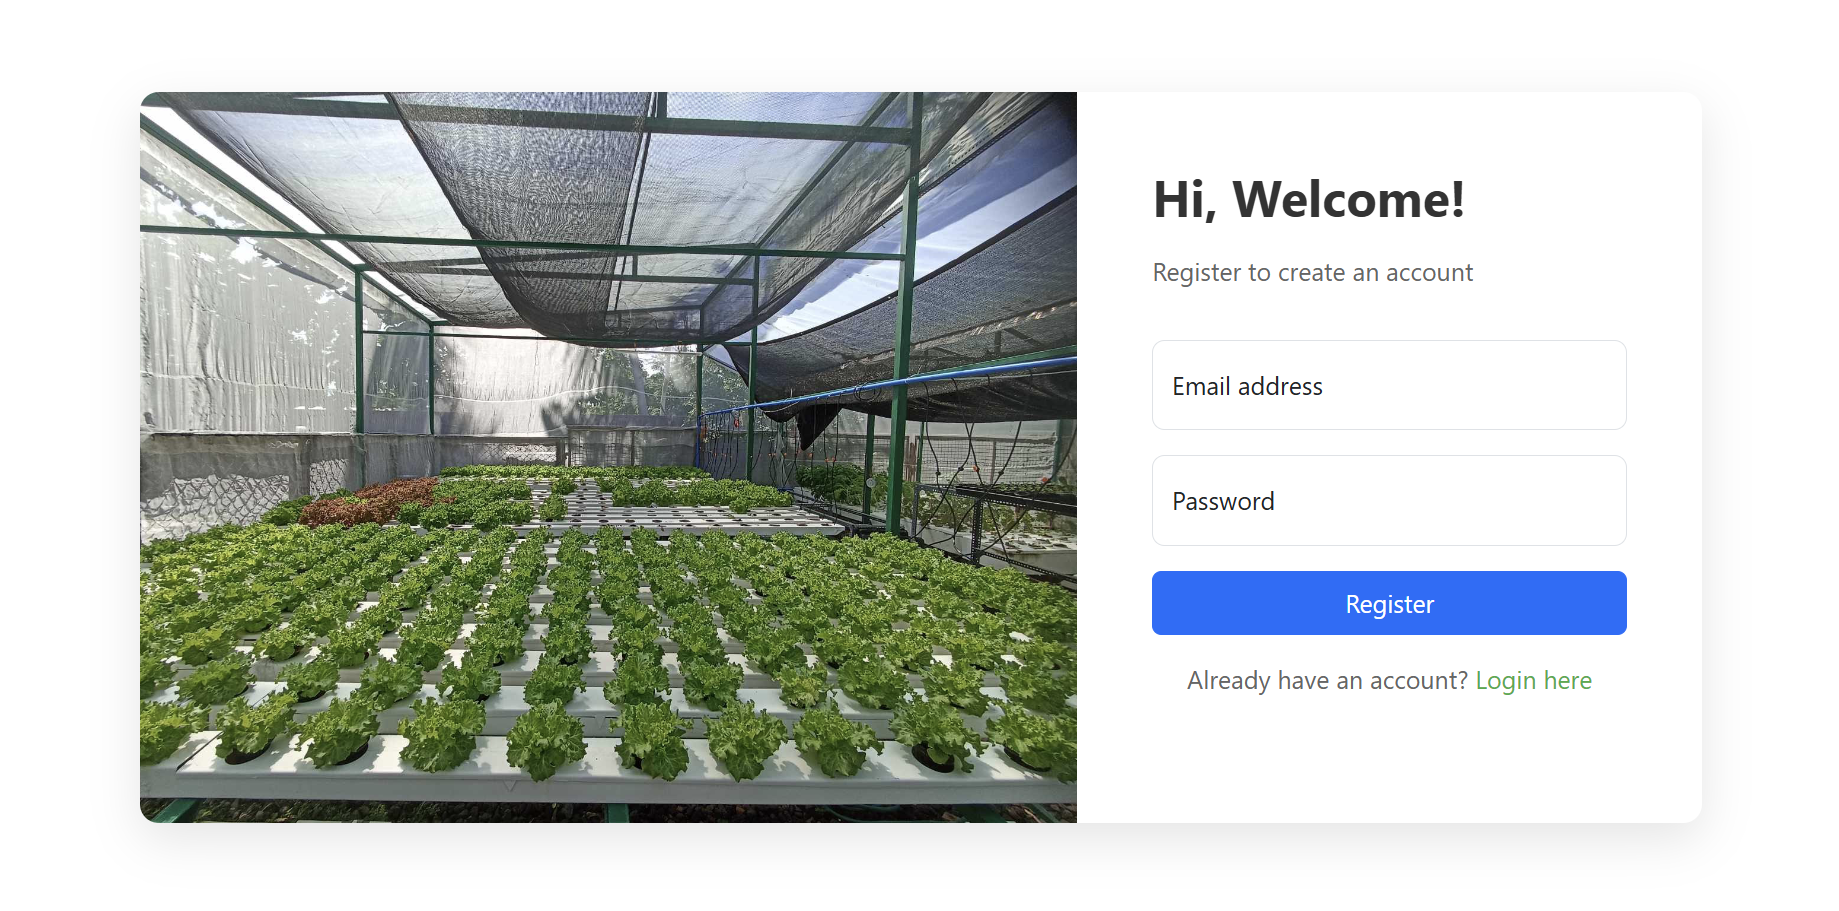 Hi, Welcome!
Register to create an account
Email address
Password
Register
Already have an account? Login here